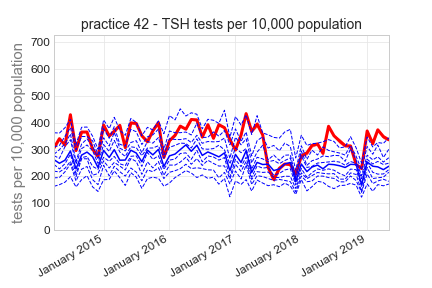 practice 42 - TSH tests per 10,000 population
tests per 10,000 population
700
600
500
400
300
200
100
0
January 2015
January 2016
January 2017
January 2018
January 2019